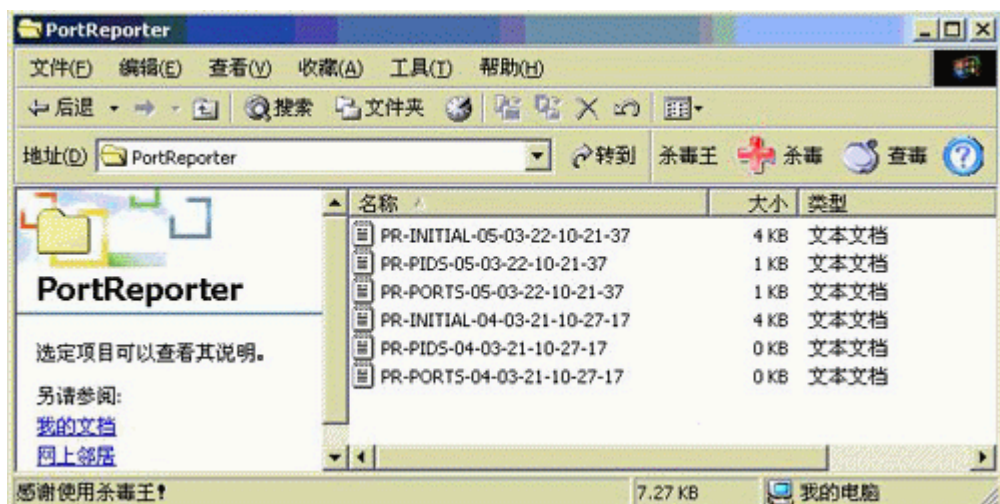 PortReporter
文件(F) 编辑(E) 查看(V) 收藏(A) 工具(T) 帮助(H)
后退 搜索 文件夹
地址(D) PortReporter 转到 杀毒王 杀毒 查毒
名称 大小 类型
PR-INITIAL-05-03-22-10-21-37 4 KB 文本文档
PR-PIDS-05-03-22-10-21-37 1 KB 文本文档
PR-PORTS-05-03-22-10-21-37 1 KB 文本文档
PR-INITIAL-04-03-21-10-27-17 4 KB 文本文档
PR-PIDS-04-03-21-10-27-17 0 KB 文本文档
PR-PORTS-04-03-21-10-27-17 0 KB 文本文档
PortReporter
选定项目可以查看其说明。
另请参阅:
我的文档
网上邻居
感谢使用杀毒王! 7.27 KB 我的电脑